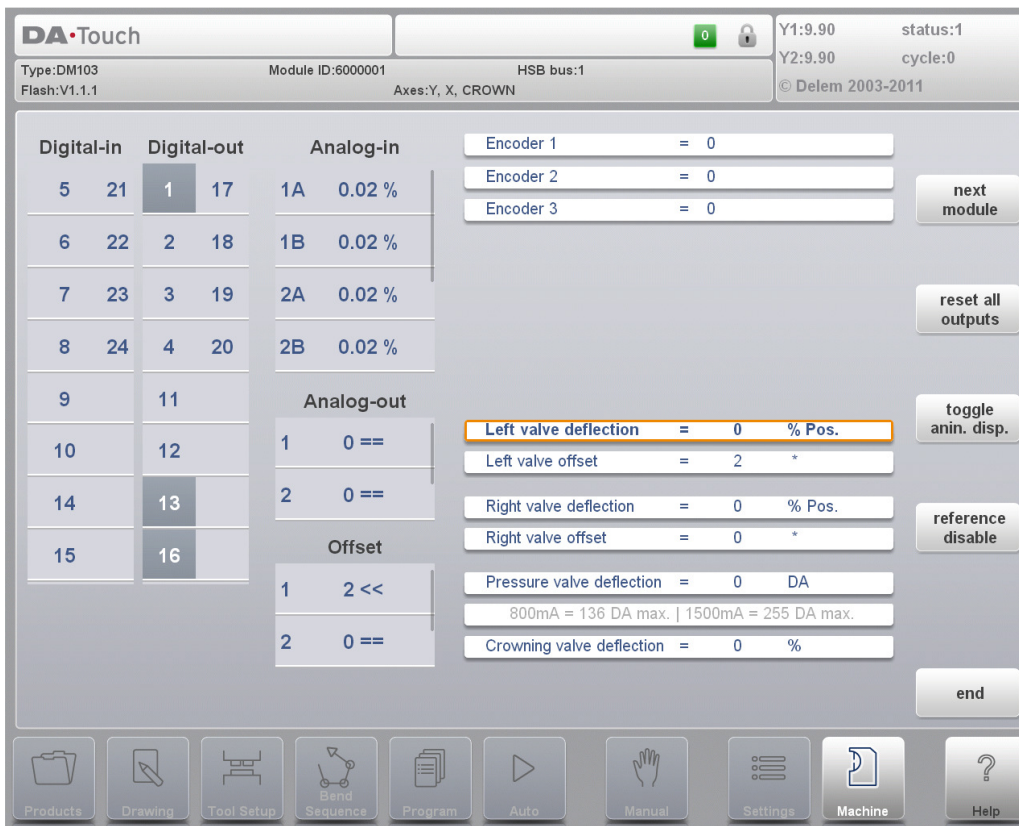 DA·Touch
0
Y1:9.90 status:1
Y2:9.90 cycle:0
© Delem 2003-2011
Type:DM103 Module ID:6000001 HSB bus:1
Flash:V1.1.1 Axes:Y, X, CROWN
Digital-in Digital-out Analog-in
5 21 1 17 1A 0.02 %
6 22 2 18 1B 0.02 %
7 23 3 19 2A 0.02 %
8 24 4 20 2B 0.02 %
9 11
10 12
14 13
15 16
Analog-out
1 0 ==
2 0 ==
Offset
1 2 <<
2 0 ==
Encoder 1 = 0
Encoder 2 = 0
Encoder 3 = 0
Left valve deflection = 0 % Pos.
Left valve offset = 2 *
Right valve deflection = 0 % Pos.
Right valve offset = 0 *
Pressure valve deflection = 0 DA
800mA = 136 DA max. | 1500mA = 255 DA max.
Crowning valve deflection = 0 %
next
module
reset all
outputs
toggle
anin. disp.
reference
disable
end
Products
Drawing
Tool Setup
Bend
Sequence
Program
Auto
Manual
Settings
Machine
?
Help